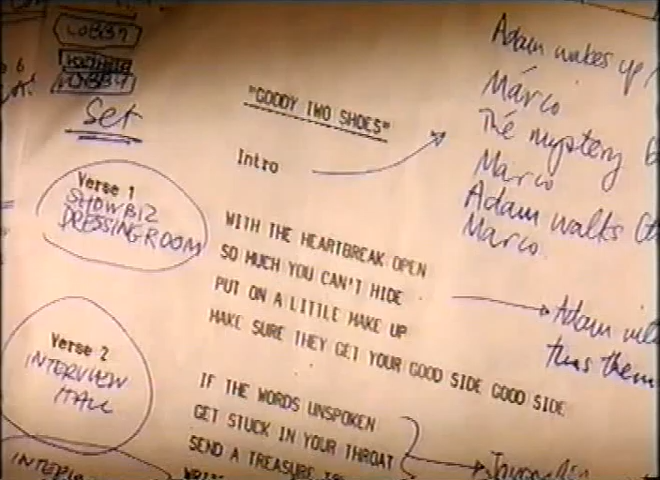 LOBBY
LOBBY
Set
"GOODY TWO SHOES"
Intro
Adam wakes up
Marco
The mystery
Marco
Adam walks
Marco
Verse 1
SHOWBIZ
DRESSING ROOM
WITH THE HEARTBREAK OPEN
SO MUCH YOU CAN'T HIDE
PUT ON A LITTLE MAKE UP
MAKE SURE THEY GET YOUR GOOD SIDE GOOD SIDE
Adam
them
Verse 2
INTERVIEW
HALL
IF THE WORDS UNSPOKEN
GET STUCK IN YOUR THROAT
SEND A TREASURE